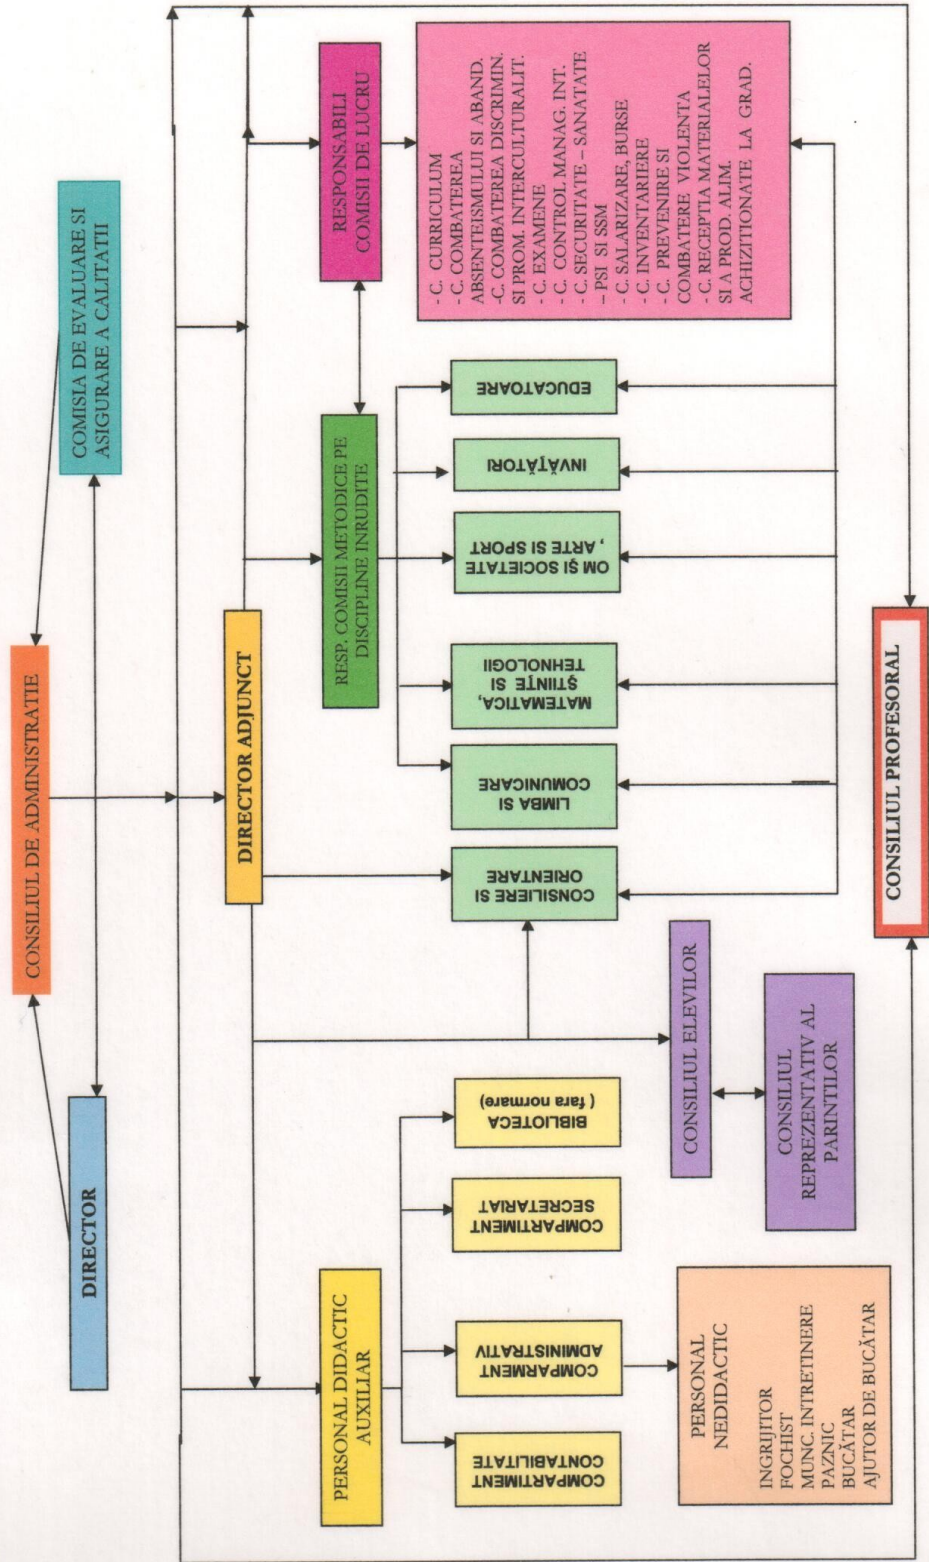 CONSILIUL DE ADMINISTRATIE
DIRECTOR
COMISIA DE EVALUARE SI
ASIGURARE A CALITATII
DIRECTOR ADJUNCT
PERSONAL DIDACTIC
AUXILIAR
RESP. COMISII METODICE PE
DISCIPLINE INRUDITE
RESPONSABILI
COMISII DE LUCRU
COMPARTIMENT
CONTABILITATE
COMPARMENT
ADMINISTRATIV
COMPARTIMENT
SECRETARIAT
BIBLIOTECA
( fara normare)
CONSILIERE SI
ORIENTARE
LIMBA SI
COMUNICARE
MATEMATICA,
ŞTIINŢE SI
TEHNOLOGII
OM ŞI SOCIETATE
, ARTE SI SPORT
INVĂŢĂTORI
EDUCATOARE
- C. CURRICULUM
- C. COMBATEREA
ABSENTEISMULUI SI ABAND.
-C. COMBATEREA DISCRIMIN.
SI PROM. INTERCULTURALIT.
- C. EXAMENE
- C. CONTROL MANAG. INT.
- C. SECURITATE – SANATATE
– PSI SI SSM
- C. SALARIZARE, BURSE
- C. INVENTARIERE
- C. PREVENIRE SI
COMBATERE VIOLENTA
- C. RECEPTIA MATERIALELOR
SI A PROD. ALIM.
ACHIZITIONATE LA GRAD.
PERSONAL
NEDIDACTIC
INGRIJITOR
FOCHIST
MUNC. INTRETINERE
PAZNIC
BUCĂTAR
AJUTOR DE BUCĂTAR
CONSILIUL ELEVILOR
CONSILIUL
REPREZENTATIV AL
PARINTILOR
CONSILIUL PROFESORAL